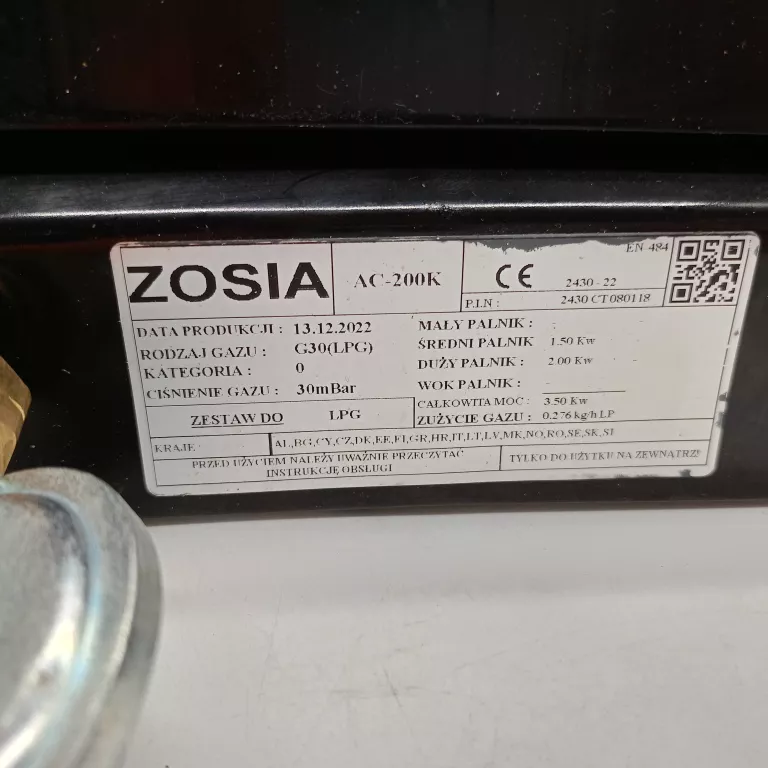 ZOSIA
AC-200K
CE 2430-22
EN 484
P.I.N : 2430 CT080118
DATA PRODUKCJI : 13.12.2022
RODZAJ GAZU : G30(LPG)
KATEGORIA : 0
CIŚNIENIE GAZU : 30mBar
ZESTAW DO LPG
MAŁY PALNIK : -
ŚREDNI PALNIK 1.50 Kw
DUŻY PALNIK : 2.00 Kw
WOK PALNIK : -
CAŁKOWITA MOC : 3.50 Kw
ZUŻYCIE GAZU : 0.276 kg/h LP
KRAJE AL,BG,CY,CZ,DK,EE,FI,GR,HR,IT,LT,LV,MK,NO,RO,SE,SK,SI
PRZED UŻYCIEM NALEŻY UWAŻNIE PRZECZYTAĆ
INSTRUKCJĘ OBSŁUGI
TYLKO DO UŻYTKU NA ZEWNĄTRZ!